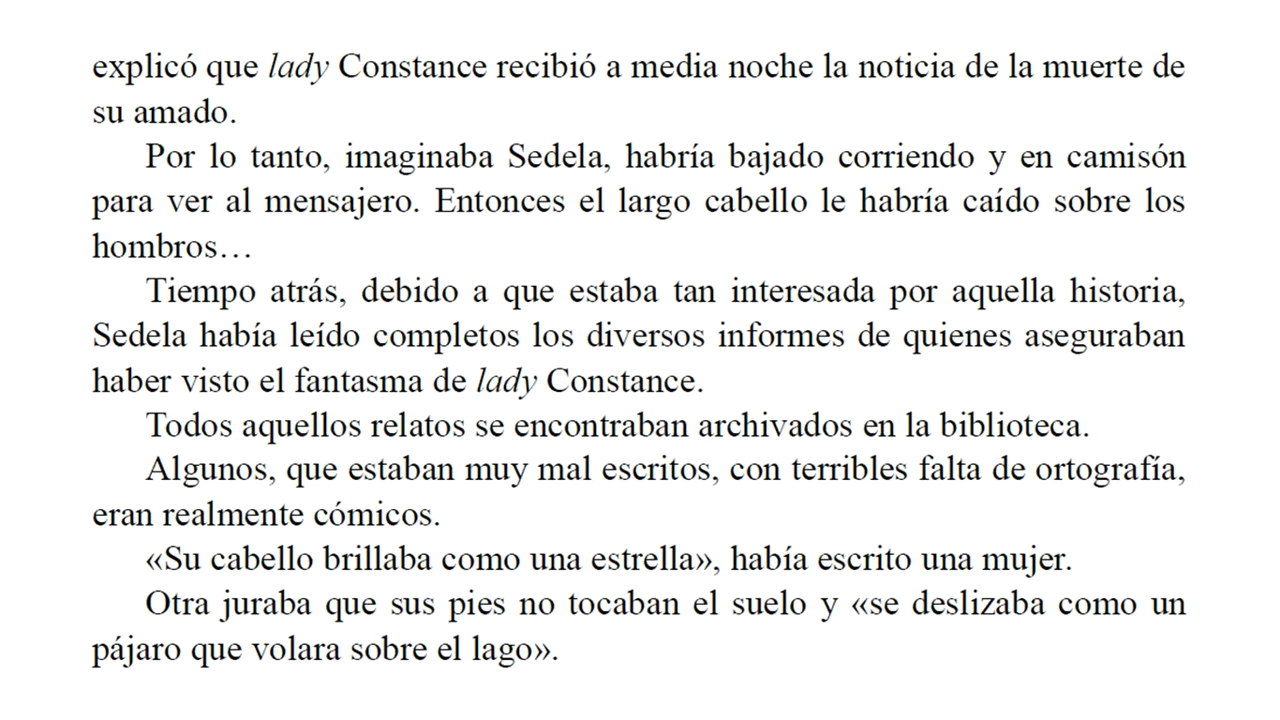 explicó que lady Constance recibió a media noche la noticia de la muerte de
su amado.
Por lo tanto, imaginaba Sedela, habría bajado corriendo y en camisón
para ver al mensajero. Entonces el largo cabello le habría caído sobre los
hombros…
Tiempo atrás, debido a que estaba tan interesada por aquella historia,
Sedela había leído completos los diversos informes de quienes aseguraban
haber visto el fantasma de lady Constance.
Todos aquellos relatos se encontraban archivados en la biblioteca.
Algunos, que estaban muy mal escritos, con terribles falta de ortografía,
eran realmente cómicos.
«Su cabello brillaba como una estrella», había escrito una mujer.
Otra juraba que sus pies no tocaban el suelo y «se deslizaba como un
pájaro que volara sobre el lago».